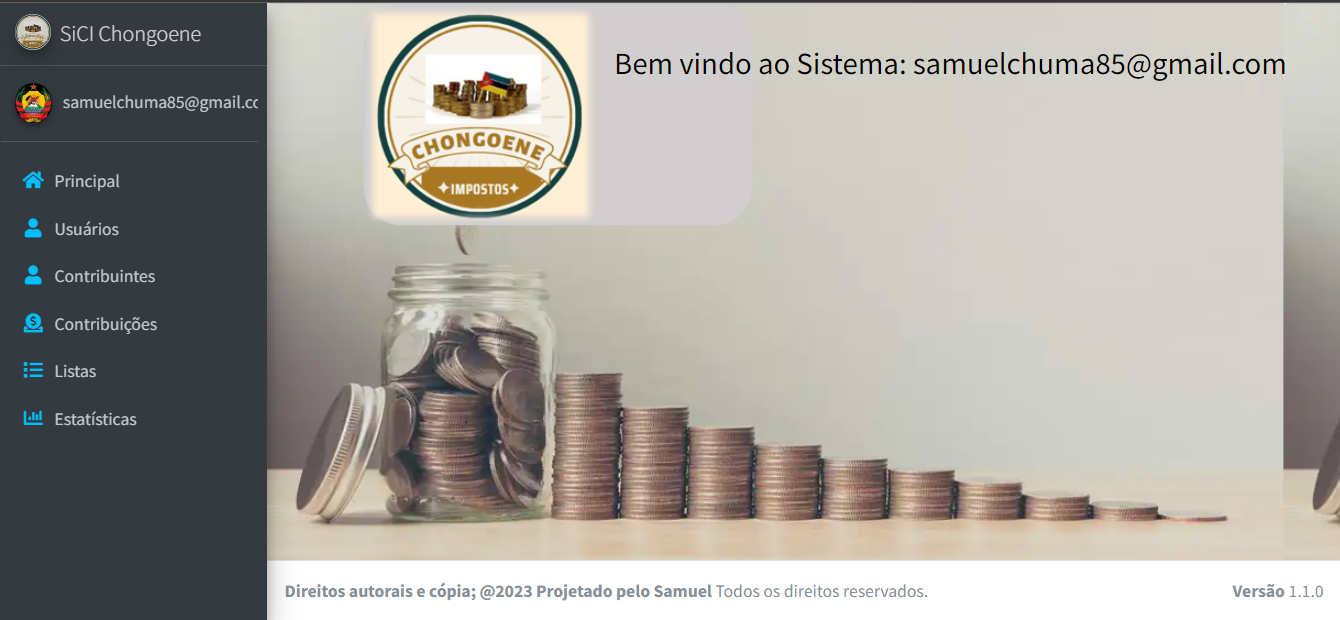 SiCI Chongoene
samuelchuma85@gmail.cc
Principal
Usuários
Contribuintes
Contribuições
Listas
Estatísticas
CHONGOENE
IMPOSTOS
Bem vindo ao Sistema: samuelchuma85@gmail.com
Direitos autorais e cópia; @2023 Projetado pelo Samuel Todos os direitos reservados.
Versão 1.1.0